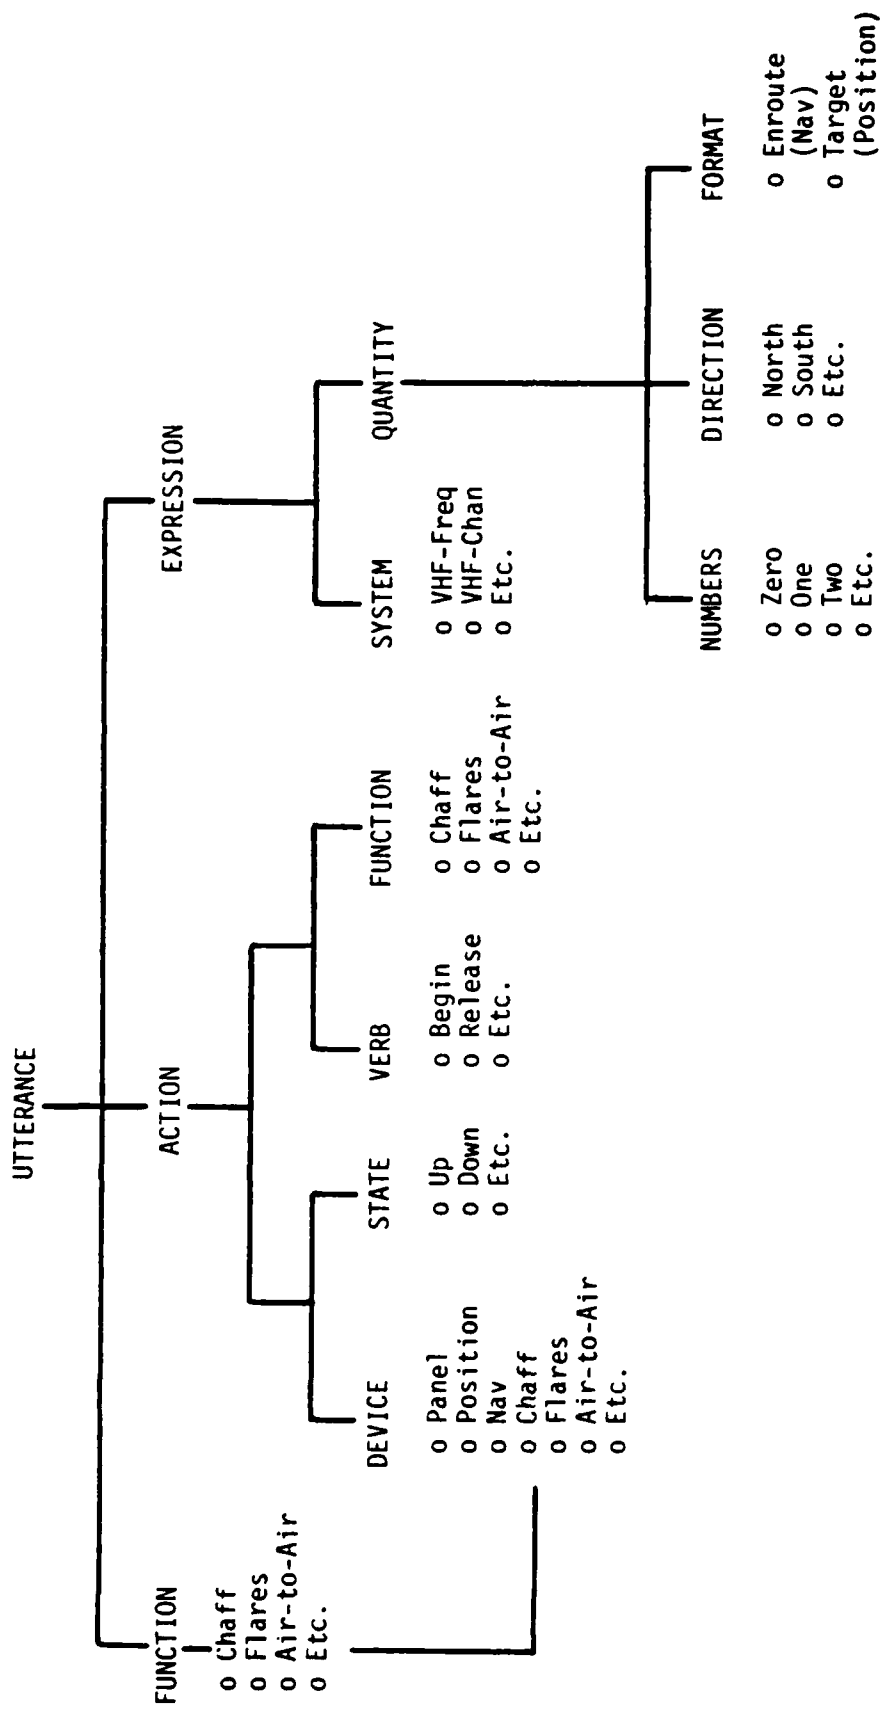 UTTERANCE
FUNCTION
o Chaff
o Flares
o Air-to-Air
o Etc.
ACTION
DEVICE
o Panel
o Position
o Nav
o Chaff
o Flares
o Air-to-Air
o Etc.
STATE
o Up
o Down
o Etc.
VERB
o Begin
o Release
o Etc.
FUNCTION
o Chaff
o Flares
o Air-to-Air
o Etc.
EXPRESSION
SYSTEM
o VHF-Freq
o VHF-Chan
o Etc.
QUANTITY
NUMBERS
o Zero
o One
o Two
o Etc.
DIRECTION
o North
o South
o Etc.
FORMAT
o Enroute
(Nav)
o Target
(Position)